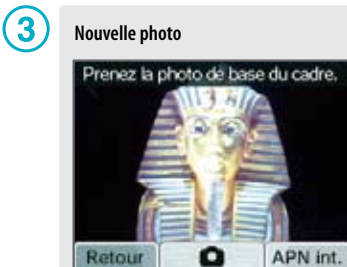 3
Nouvelle photo
Prenez la photo de base du cadre.
Retour
APN int.